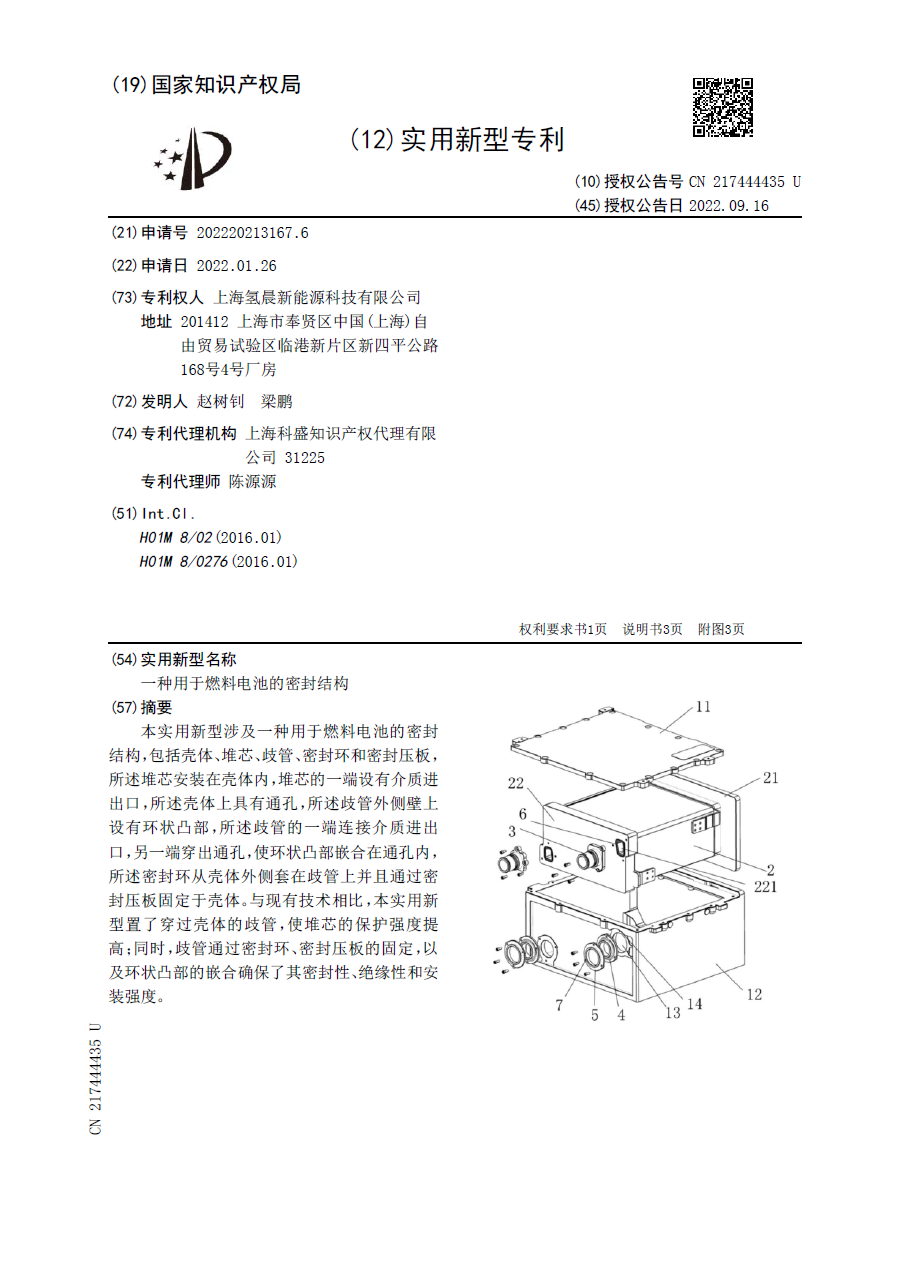 (19)国家知识产权局
(12)实用新型专利
(10)授权公告号 CN 217444435 U
(45)授权公告日 2022.09.16
(21)申请号 202220213167.6
(22)申请日 2022.01.26
(73)专利权人 上海氢晨新能源科技有限公司
地址 201412 上海市奉贤区中国(上海)自
由贸易试验区临港新片区新四平公路
168号4号厂房
(72)发明人 赵树钊 梁鹏
(74)专利代理机构 上海科盛知识产权代理有限
公司 31225
专利代理师 陈源源
(51)Int.Cl.
H01M 8/02(2016.01)
H01M 8/0276(2016.01)
权利要求书1页 说明书3页 附图3页
(54)实用新型名称
一种用于燃料电池的密封结构
(57)摘要
本实用新型涉及一种用于燃料电池的密封
结构,包括壳体、堆芯、歧管、密封环和密封压板,
所述堆芯安装在壳体内,堆芯的一端设有介质进
出口,所述壳体上具有通孔,所述歧管外侧壁上
设有环状凸部,所述歧管的一端连接介质进出
口,另一端穿出通孔,使环状凸部嵌合在通孔内,
所述密封环从壳体外侧套在歧管上并且通过密
封压板固定于壳体。与现有技术相比,本实用新
型置了穿过壳体的歧管,使堆芯的保护强度提
高;同时,歧管通过密封环、密封压板的固定,以
及环状凸部的嵌合确保了其密封性、绝缘性和安
装强度。
11
21
22
6
3
2
221
12
14
13
4
5
7
CN 217444435 U